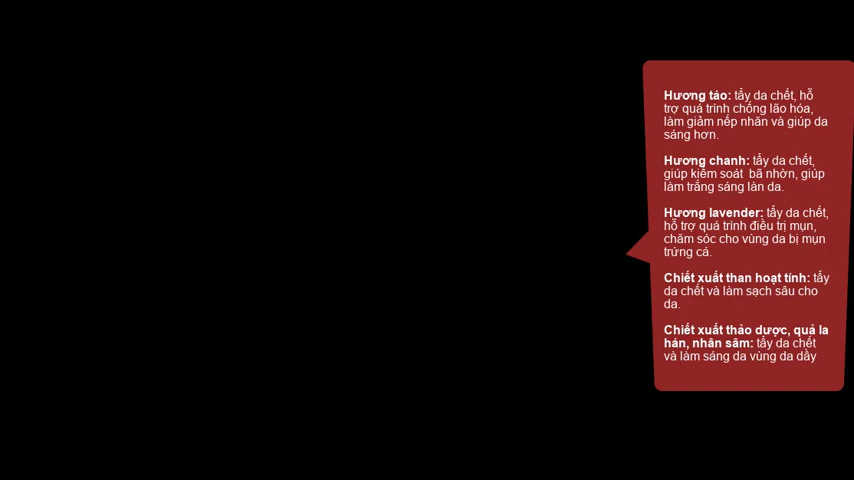 Hương táo: tẩy da chết, hỗ
trợ quá trình chống lão hóa,
làm giảm nếp nhăn và giúp da
sáng hơn.
Hương chanh: tẩy da chết,
giúp kiểm soát  bã nhờn, giúp
làm trắng sáng làn da.
Hương lavender: tẩy da chết,
hỗ trợ quá trình điều trị mụn,
chăm sóc cho vùng da bị mụn
trứng cá.
Chiết xuất than hoạt tính: tẩy
da chết và làm sạch sâu cho
da.
Chiết xuất thảo dược, quả la
hán, nhân sâm: tẩy da chết
và làm sáng da vùng da dầy